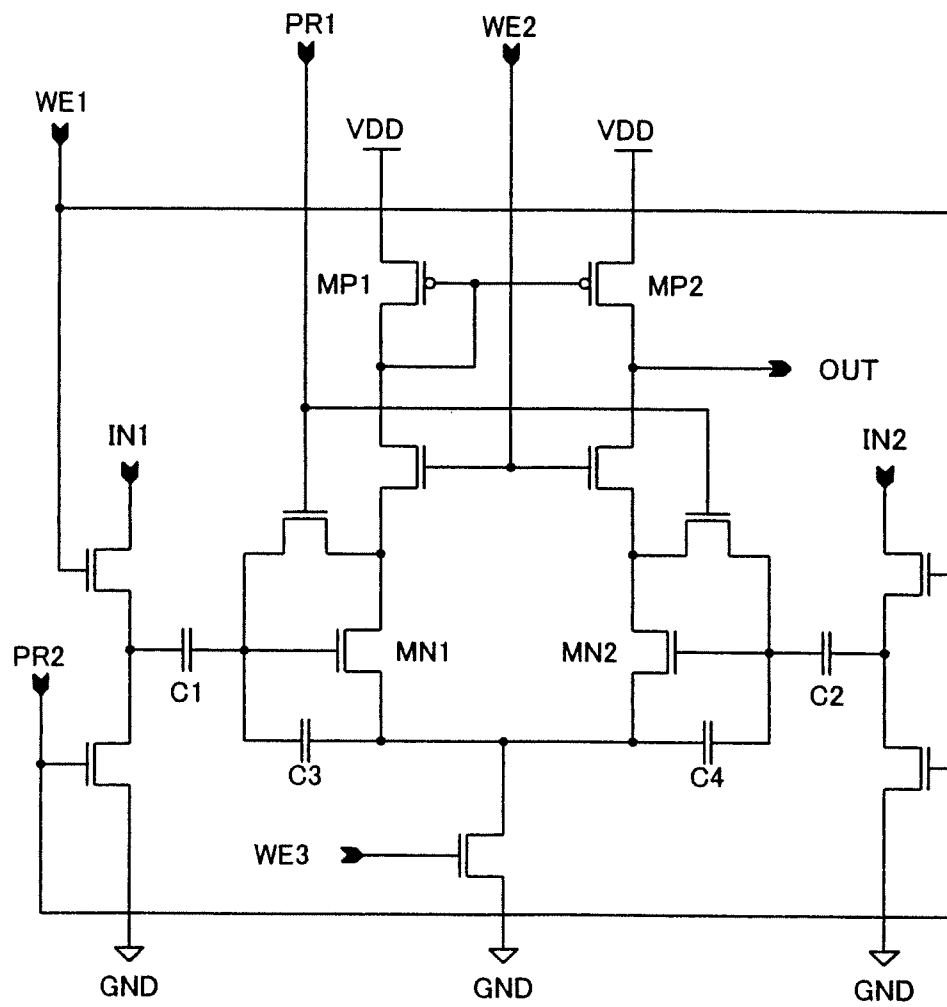 PR1
WE2
WE1
VDD
VDD
MP1
MP2
OUT
IN1
IN2
PR2
MN1
MN2
C1
C2
C3
C4
WE3
GND
GND
GND